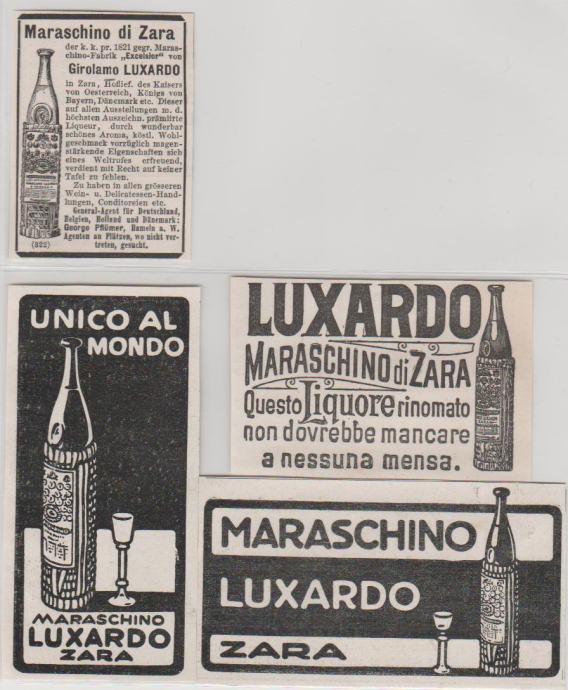 Maraschino di Zara
der k. k. pr. 1821 gegr. Maras-
chino-Fabrik „Excelsior" von
Girolamo LUXARDO
in Zara, Hoflief. des Kaisers
von Oesterreich, Königs von
Bayern, Dänemark etc. Dieser
auf allen Ausstellungen m. d.
höchsten Auszeichn. prämiirte
Liqueur, durch wunderbar
schönes Aroma, köstl. Wohl-
geschmack vorzüglich magen-
stärkende Eigenschaften sich
eines Weltrufes erfreuend,
verdient mit Recht auf keiner
Tafel zu fehlen.
Zu haben in allen grösseren
Wein- u. Delicatessen-Hand-
lungen, Conditoreien etc.
General-Agent für Deutschland,
Belgien, Holland und Dänemark:
George Pflümer, Hameln a. W.
Agenten an Plätzen, wo nicht ver-
treten, gesucht.
(322)
UNICO AL
MONDO
MARASCHINO
LUXARDO
ZARA
LUXARDO
MARASCHINO di ZARA
Questo Liquore rinomato
non dovrebbe mancare
a nessuna mensa.
MARASCHINO
LUXARDO
ZARA